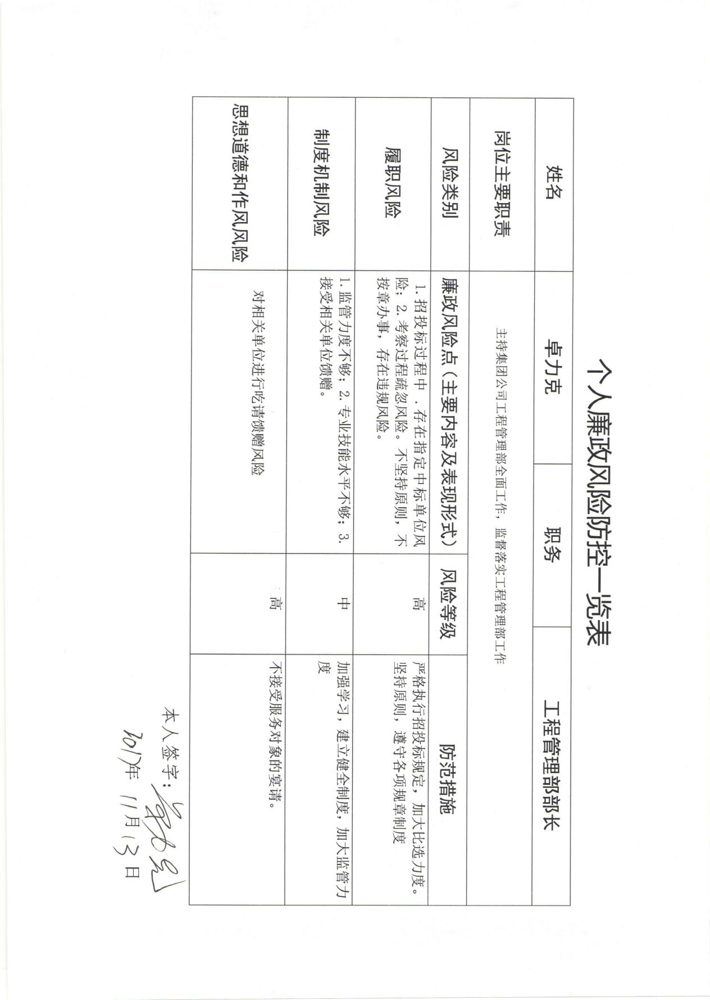 个人廉政风险防控一览表
姓名
卓力克
职务
工程管理部部长
岗位主要职责
主持集团公司工程管理部全面工作，监督落实工程管理部工作
风险类别
廉政风险点（主要内容及表现形式）
风险等级
防范措施
履职风险
1. 招投标过程中 . 存在指定中标单位风
险；2. 考察过程疏忽风险。不坚持原则，不
按章办事，存在违规风险。
高
严格执行招投标规定，加大比选力度。
坚持原则，遵守各项规章制度
制度机制风险
1. 监管力度不够；2. 专业技能水平不够；3.
接受相关单位馈赠。
中
加强学习，建立健全制度，加大监管力
度
思想道德和作风风险
对相关单位进行吃请馈赠风险
高
不接受服务对象的宴请。
本人签字：卓力克
2017年 11月13日